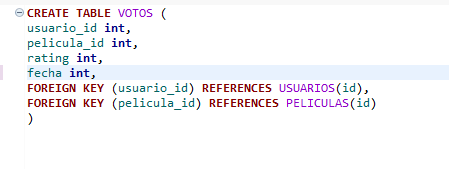 CREATE TABLE VOTOS (
usuario_id int,
pelicula_id int,
rating int,
fecha int,
FOREIGN KEY (usuario_id) REFERENCES USUARIOS(id),
FOREIGN KEY (pelicula_id) REFERENCES PELICULAS(id)
)